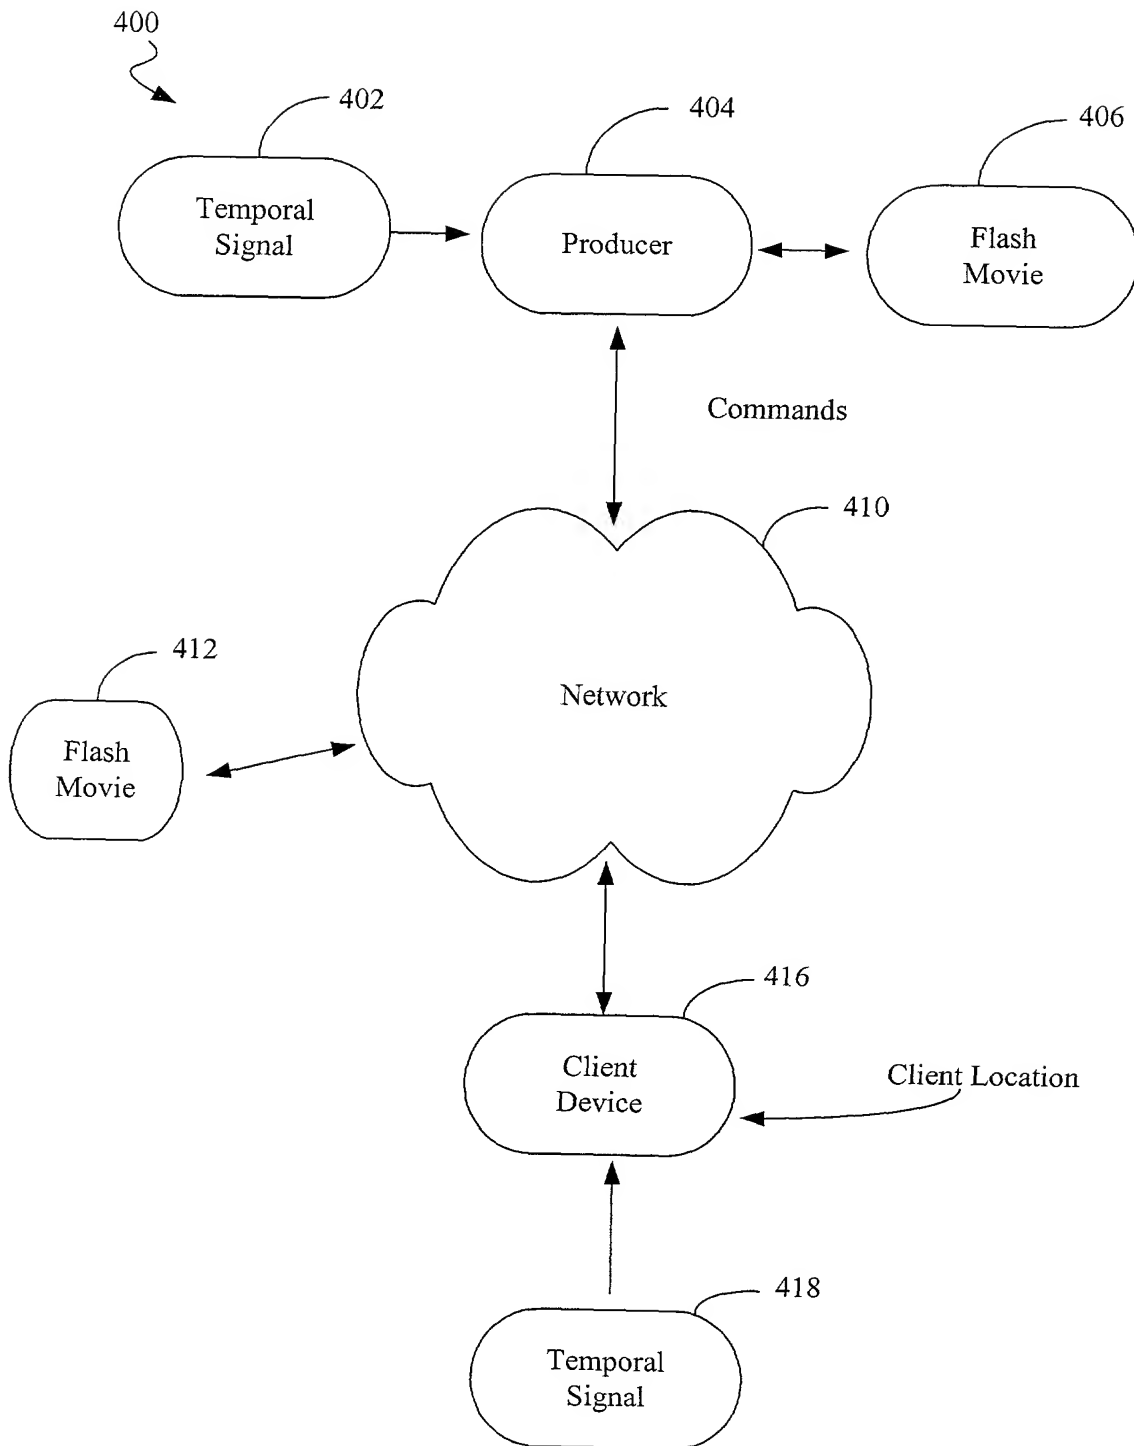 400
402
404
406
Temporal
Signal
Producer
Flash
Movie
Commands
410
412
Network
Flash
Movie
416
Client
Device
Client Location
418
Temporal
Signal